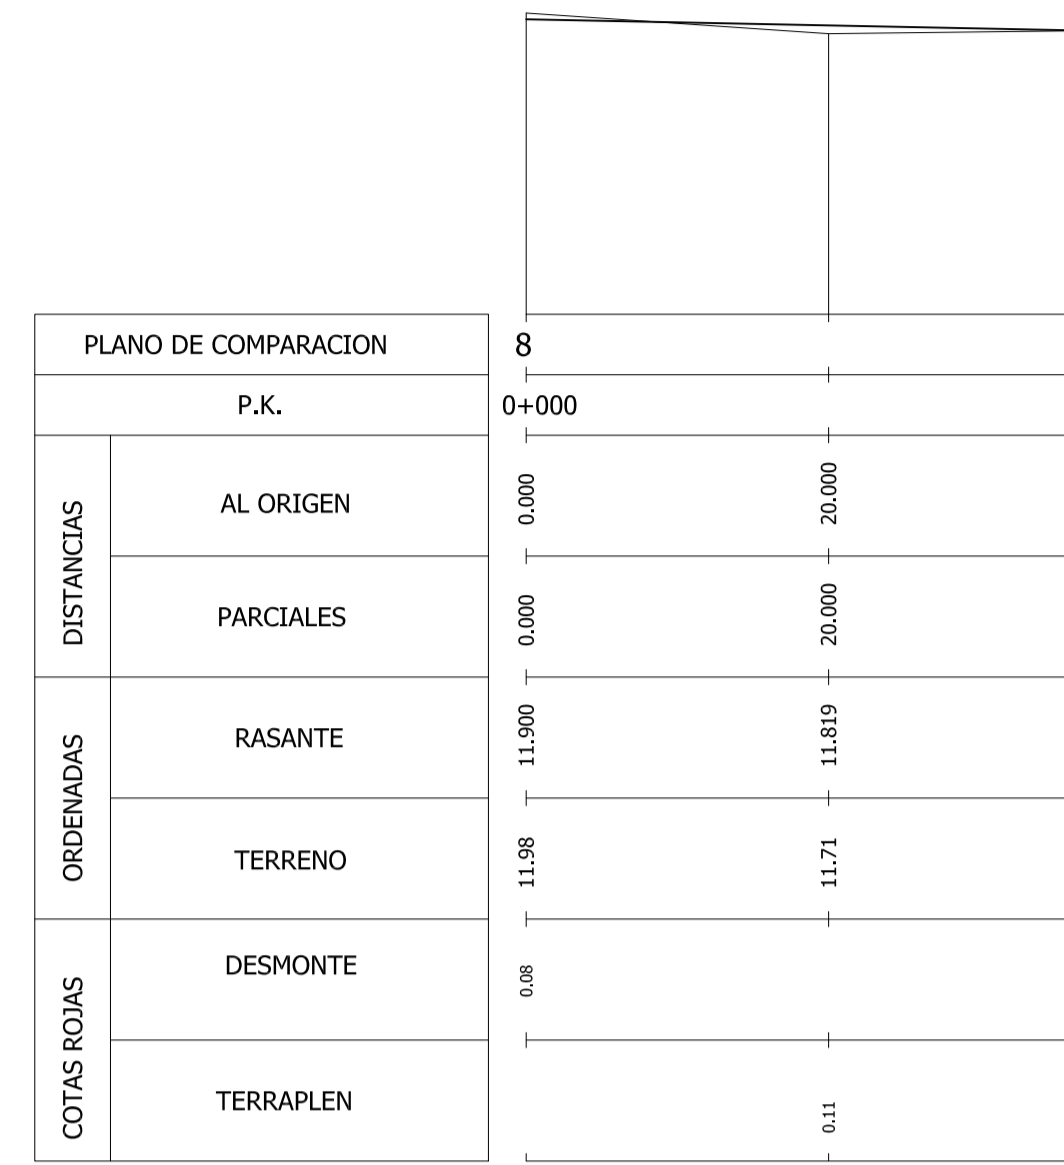 PLANO DE COMPARACION 8
P.K. 0+000
DISTANCIAS
AL ORIGEN 0.000 20.000
PARCIALES 0.000 20.000
ORDENADAS
RASANTE 11.900 11.819
TERRENO 11.98 11.71
COTAS ROJAS
DESMONTE 0.08
TERRAPLEN 0.11